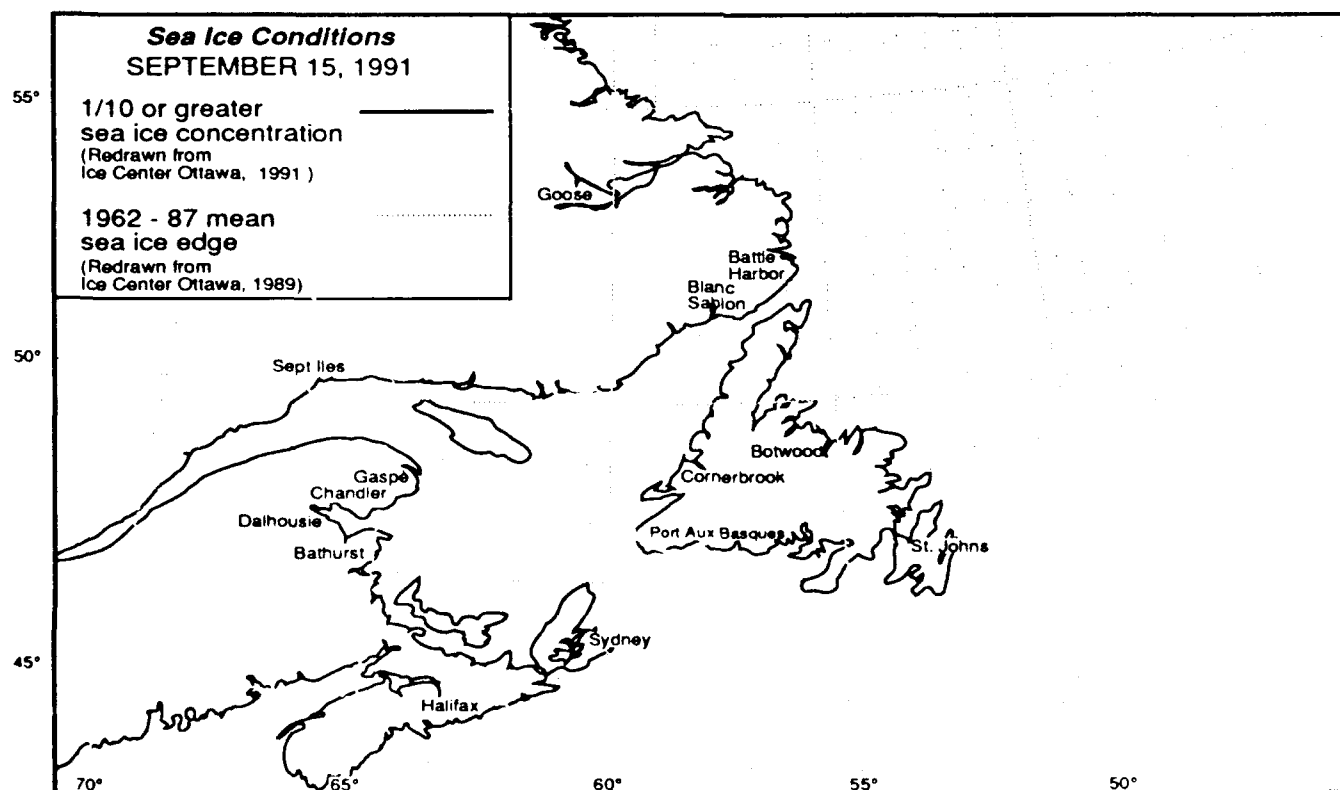 Sea Ice Conditions
SEPTEMBER 15, 1991
1/10 or greater
sea ice concentration
(Redrawn from
Ice Center Ottawa, 1991 )
1962 - 87 mean
sea ice edge
(Redrawn from
Ice Center Ottawa, 1989)
55°
Goose
Battle
Harbor
Blanc
Sablon
50°
Sept Iles
Botwood
Gaspe
Cornerbrook
Chandler
Dalhousie
Port Aux Basques
Bathurst
St. Johns
Sydney
45°
Halifax
70°
65°
60°
55°
50°